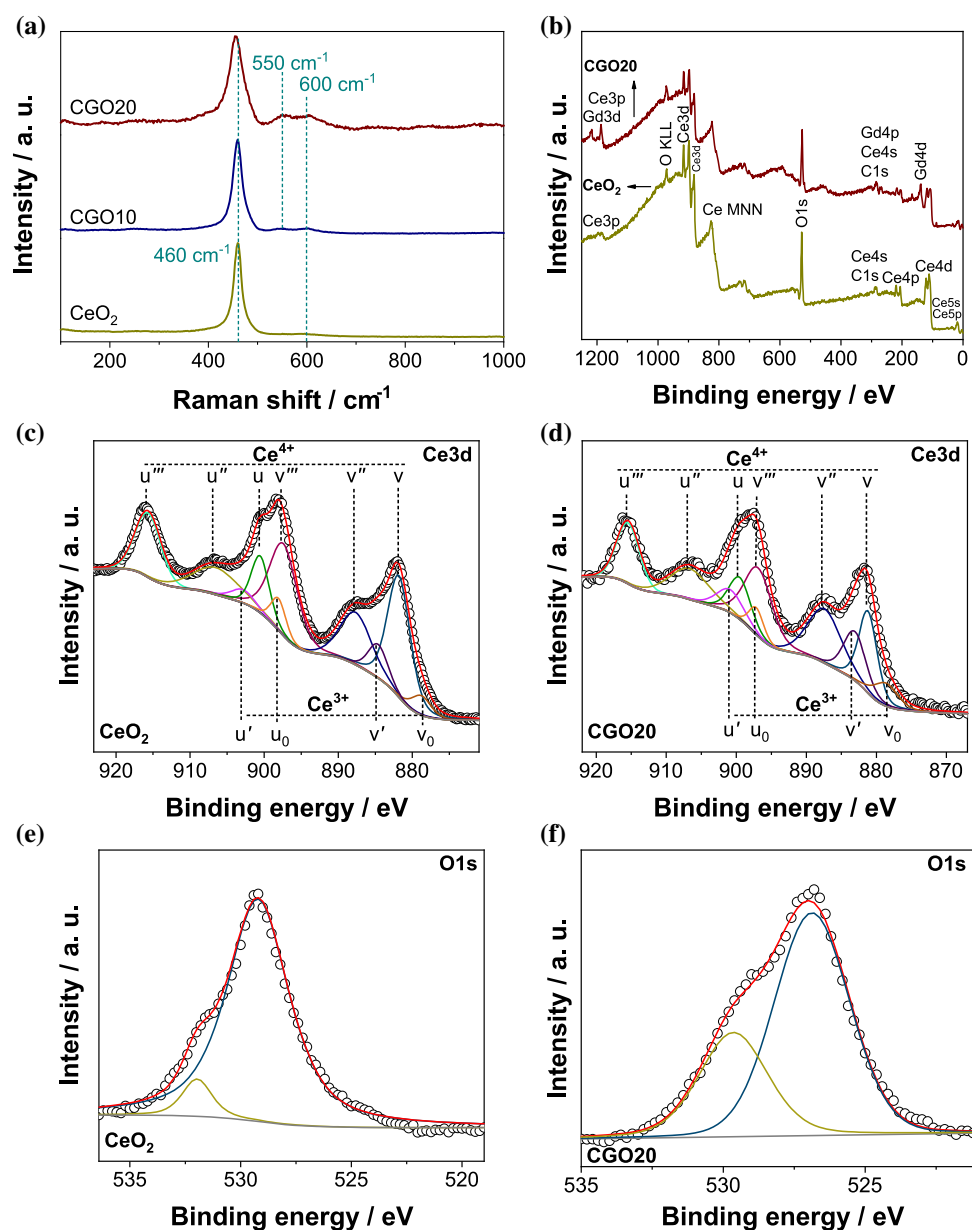 (a)
Intensity / a. u.
CGO20
550 cm⁻¹
600 cm⁻¹
CGO10
460 cm⁻¹
CeO₂
200 400 600 800 1000
Raman shift / cm⁻¹
(b)
Intensity / a. u.
CGO20
Ce3p
Gd3d
O KLL
Ce3d
Ce3d
CeO₂
Ce3p
Ce MNN
O1s
Gd4p
Ce4s
C1s
Gd4d
Ce4s
C1s
Ce4p
Ce4d
Ce5s
Ce5p
1250 1000 800 600 400 200 0
Binding energy / eV
(c)
Intensity / a. u.
Ce⁴⁺
Ce3d
u‴ u″ u v‴ v″ v
Ce³⁺
CeO₂
u′ u₀ v′ v₀
920 910 900 890 880
Binding energy / eV
(d)
Intensity / a. u.
Ce⁴⁺
Ce3d
u‴ u″ u v‴ v″ v
Ce³⁺
CGO20
u′ u₀ v′ v₀
920 910 900 890 880 870
Binding energy / eV
(e)
Intensity / a. u.
O1s
CeO₂
535 530 525 520
Binding energy / eV
(f)
Intensity / a. u.
O1s
CGO20
535 530 525
Binding energy / eV